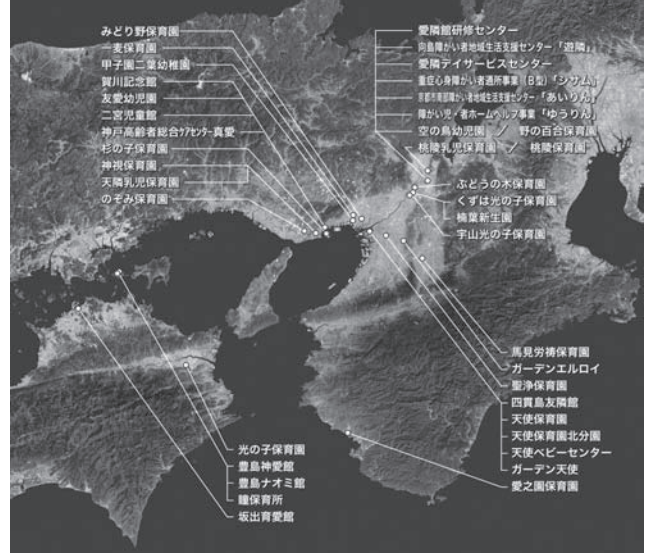 みどり野保育園
一麦保育園
甲子園二葉幼稚園
賀川記念館
友愛幼児園
二宮児童館
神戸高齢者総合ケアセンター真愛
杉の子保育園
神視保育園
天隣乳児保育園
のぞみ保育園
愛隣館研修センター
向島障がい者地域生活支援センター「遊隣」
愛隣デイサービスセンター
重症心身障がい者通所事業（B型）「シサム」
京都市南部障がい者地域生活支援センター「あいりん」
障がい児・者ホームヘルプ事業「ゆうりん」
空の鳥幼児園 ／ 野の百合保育園
桃陵乳児保育園 ／ 桃陵保育園
ぶどうの木保育園
くずは光の子保育園
楠葉新生園
宇山光の子保育園
馬見労祷保育園
ガーデンエルロイ
聖浄保育園
四貫島友隣館
天使保育園
天使保育園北分園
天使ベビーセンター
ガーデン天使
愛之園保育園
光の子保育園
豊島神愛館
豊島ナオミ館
瞳保育所
坂出育愛館